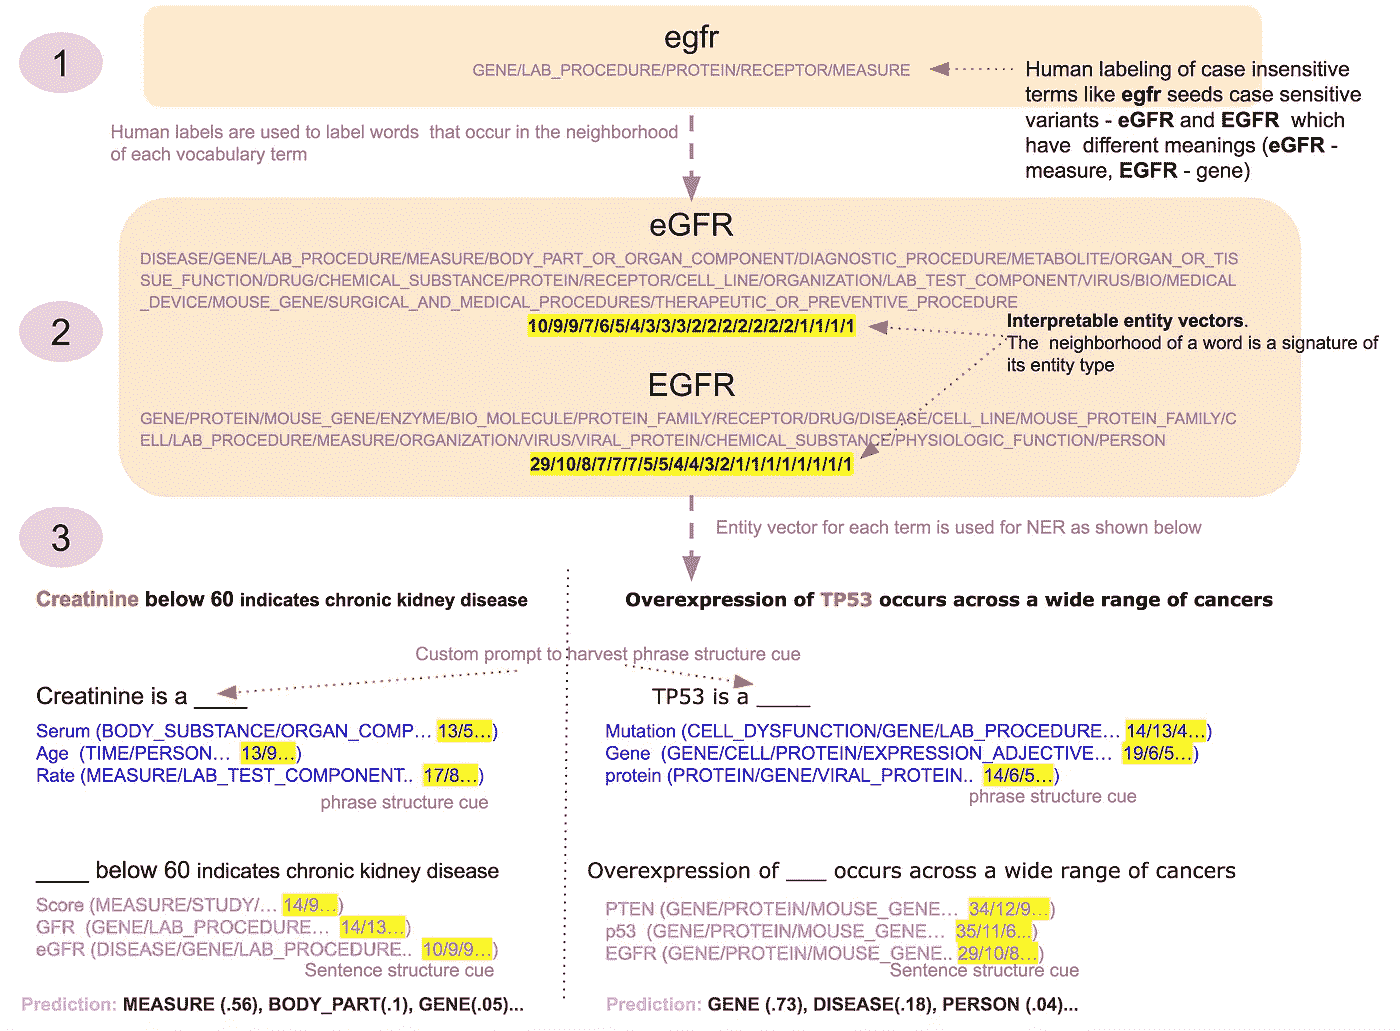 1
egfr
GENE/LAB_PROCEDURE/PROTEIN/RECEPTOR/MEASURE
Human labeling of case insensitive
terms like egfr seeds case sensitive
variants - eGFR and EGFR which
have different meanings (eGFR -
measure, EGFR - gene)
Human labels are used to label words that occur in the neighborhood
of each vocabulary term
2
eGFR
DISEASE/GENE/LAB_PROCEDURE/MEASURE/BODY_PART_OR_ORGAN_COMPONENT/DIAGNOSTIC_PROCEDURE/METABOLITE/ORGAN_OR_TIS
SUE_FUNCTION/DRUG/CHEMICAL_SUBSTANCE/PROTEIN/RECEPTOR/CELL_LINE/ORGANIZATION/LAB_TEST_COMPONENT/VIRUS/BIO/MEDICAL
_DEVICE/MOUSE_GENE/SURGICAL_AND_MEDICAL_PROCEDURES/THERAPEUTIC_OR_PREVENTIVE_PROCEDURE
10/9/9/7/6/5/4/3/3/3/2/2/2/2/2/2/2/1/1/1/1
Interpretable entity vectors.
The neighborhood of a word is a signature of
its entity type
EGFR
GENE/PROTEIN/MOUSE_GENE/ENZYME/BIO_MOLECULE/PROTEIN_FAMILY/RECEPTOR/DRUG/DISEASE/CELL_LINE/MOUSE_PROTEIN_FAMILY/C
ELL/LAB_PROCEDURE/MEASURE/ORGANIZATION/VIRUS/VIRAL_PROTEIN/CHEMICAL_SUBSTANCE/PHYSIOLOGIC_FUNCTION/PERSON
29/10/8/7/7/7/5/5/4/4/3/2/1/1/1/1/1/1/1/1
3
Entity vector for each term is used for NER as shown below
Creatinine below 60 indicates chronic kidney disease
Overexpression of TP53 occurs across a wide range of cancers
Custom prompt to harvest phrase structure cue
Creatinine is a ____
Serum (BODY_SUBSTANCE/ORGAN_COMP… 13/5…)
Age (TIME/PERSON… 13/9…)
Rate (MEASURE/LAB_TEST_COMPONENT.. 17/8…)
phrase structure cue
TP53 is a ____
Mutation (CELL_DYSFUNCTION/GENE/LAB_PROCEDURE… 14/13/4…)
Gene (GENE/CELL/PROTEIN/EXPRESSION_ADJECTIVE… 19/6/5…)
protein (PROTEIN/GENE/VIRAL_PROTEIN.. 14/6/5…)
phrase structure cue
____ below 60 indicates chronic kidney disease
Score (MEASURE/STUDY/… 14/9…)
GFR (GENE/LAB_PROCEDURE… 14/13…)
eGFR (DISEASE/GENE/LAB_PROCEDURE.. 10/9/9…)
Sentence structure cue
Prediction: MEASURE (.56), BODY_PART(.1), GENE(.05)...
Overexpression of ___ occurs across a wide range of cancers
PTEN (GENE/PROTEIN/MOUSE_GENE… 34/12/9…)
p53 (GENE/PROTEIN/MOUSE_GENE… 35/11/6...)
EGFR (GENE/PROTEIN/MOUSE_GENE.. 29/10/8…)
Sentence structure cue
Prediction: GENE (.73), DISEASE(.18), PERSON (.04)...